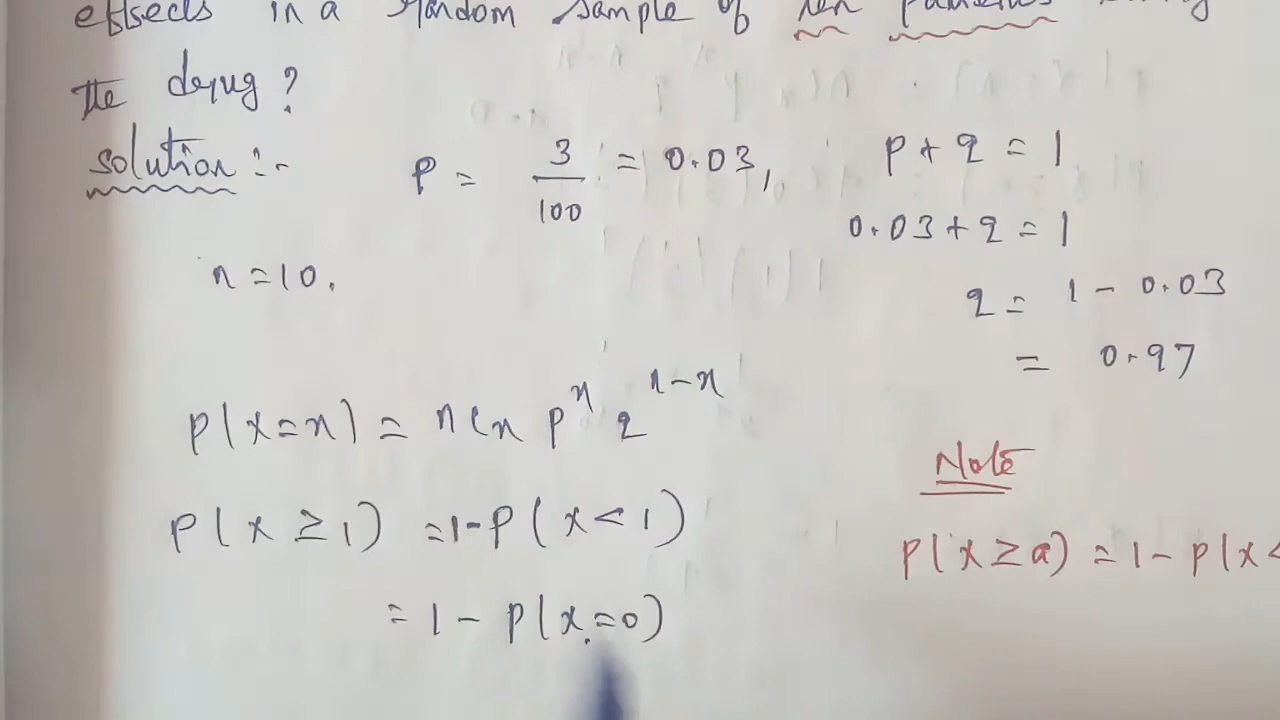 effects in a random sample of ten patients
the drug?
solution :-
p = 3/100 = 0.03,
p + q = 1
0.03 + q = 1
n = 10.
q = 1 - 0.03
= 0.97
p(x=x) = nCx p^x q^n-x
Note
p(x ≥ 1) = 1 - p(x < 1)
p(x ≥ a) = 1 - p(x <
= 1 - p(x = 0)